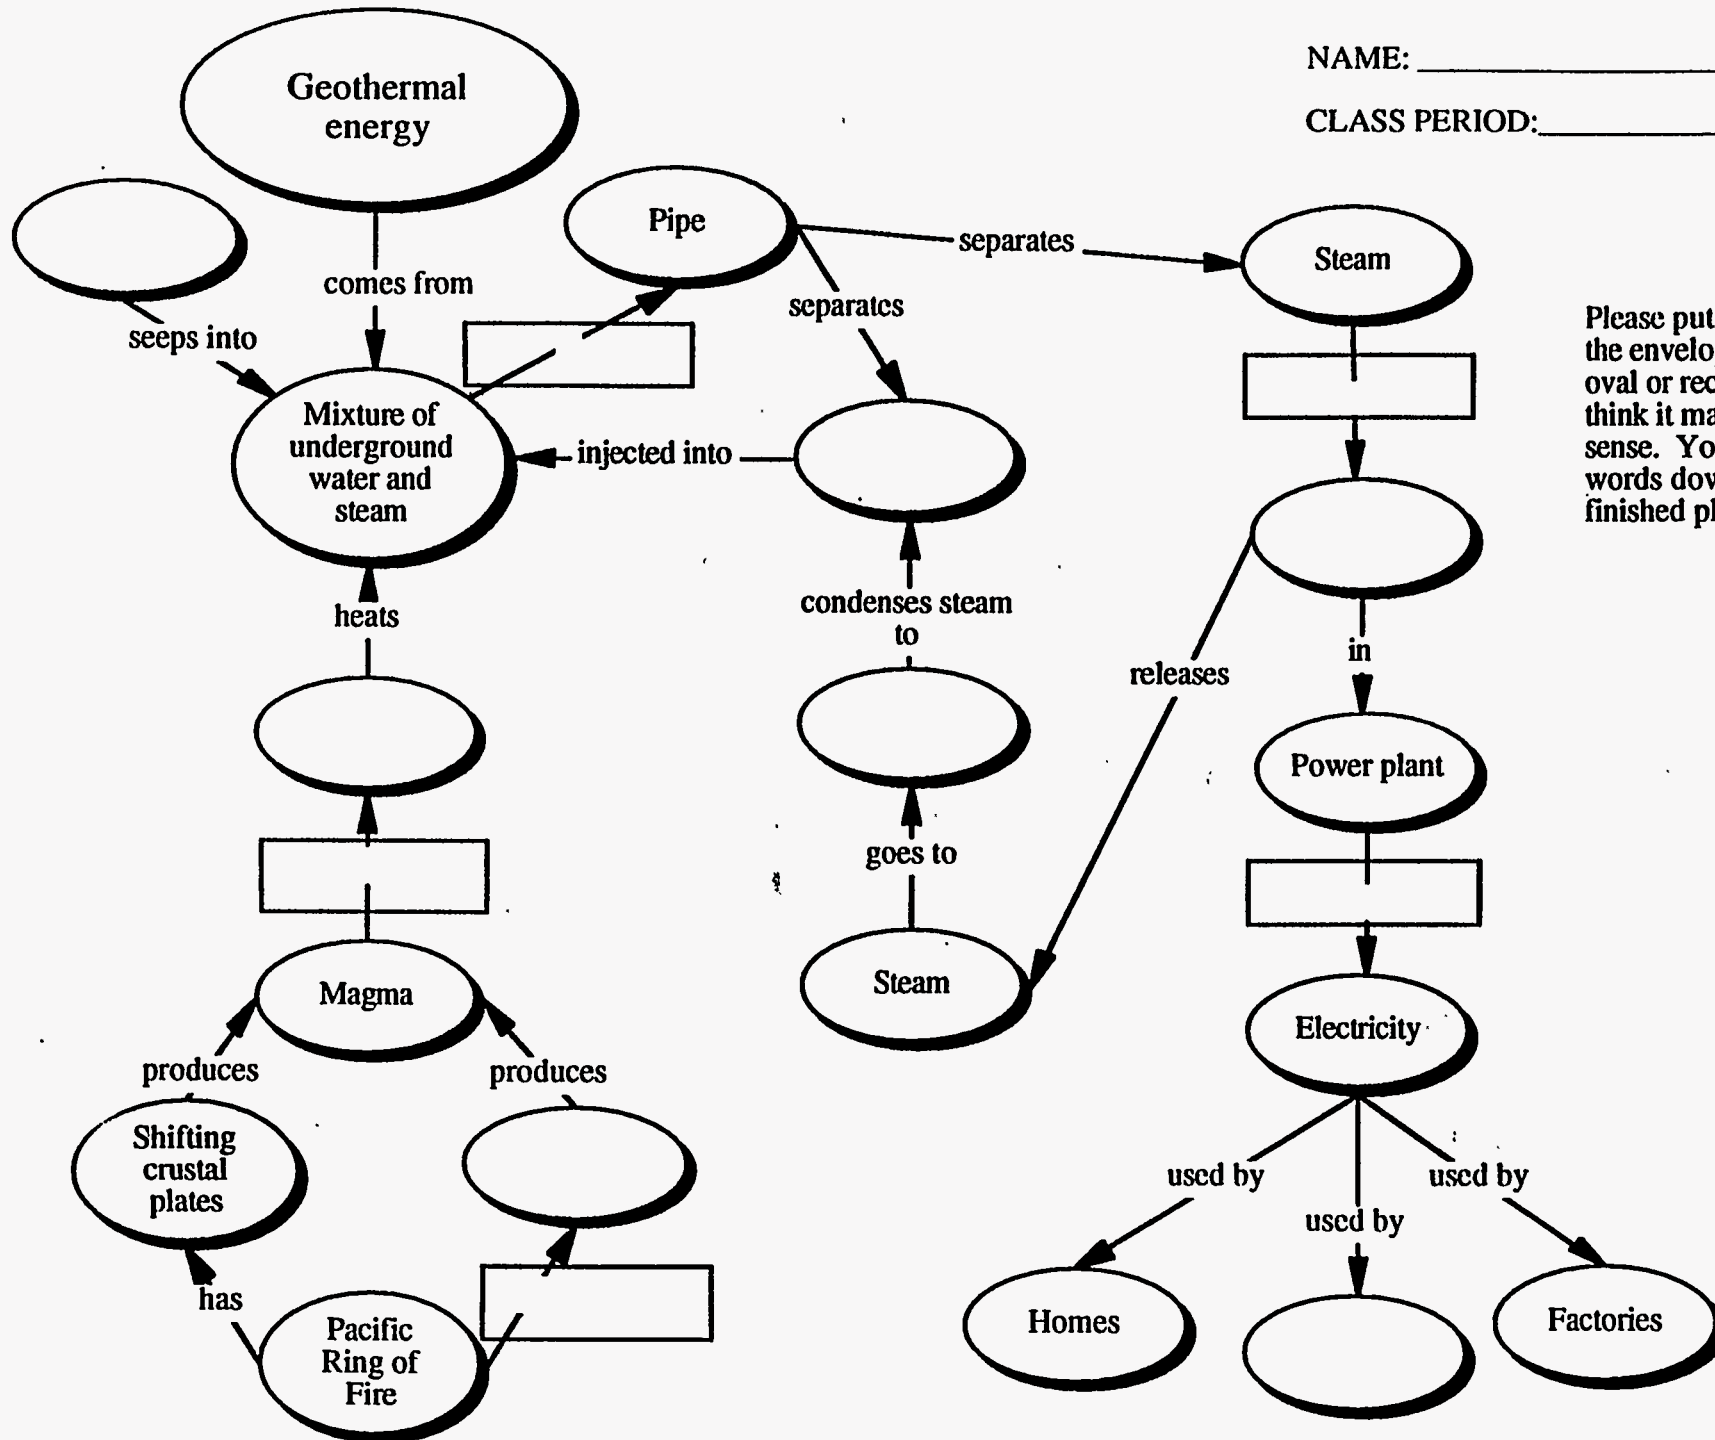 NAME:
CLASS PERIOD:
Geothermal
energy
Pipe
separates
Steam
comes from
separates
seeps into
Please put
the envelo
oval or rec
think it ma
sense. Yo
words dow
finished pl
Mixture of
underground
water and
steam
injected into
heats
condenses steam
to
in
releases
Power plant
goes to
Magma
Steam
Electricity
produces
produces
Shifting
crustal
plates
used by
used by
used by
has
Pacific
Ring of
Fire
Homes
Factories